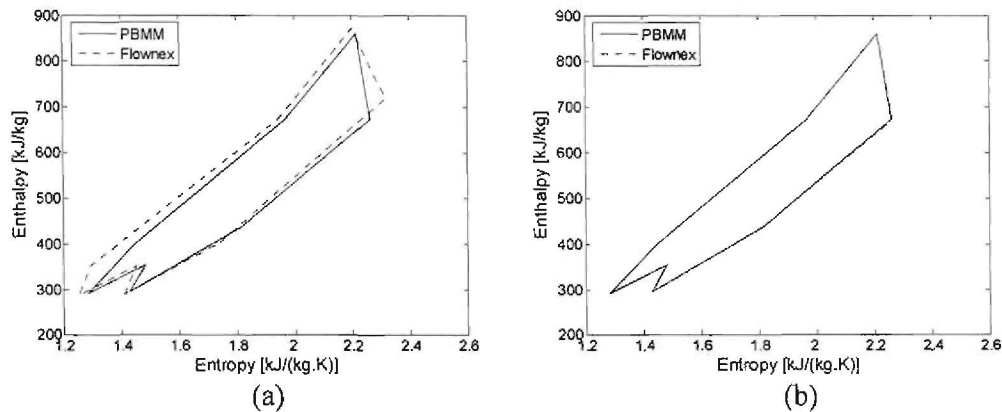 900
800
700
600
500
400
300
200
Enthalpy [kJ/kg]
PBMM
Flownex
1.2 1.4 1.6 1.8 2 2.2 2.4 2.6
Entropy [kJ/(kg.K)]
(a)
900
800
700
600
500
400
300
200
Enthalpy [kJ/kg]
PBMM
Flownex
1.2 1.4 1.6 1.8 2 2.2 2.4 2.6
Entropy [kJ/(kg.K)]
(b)